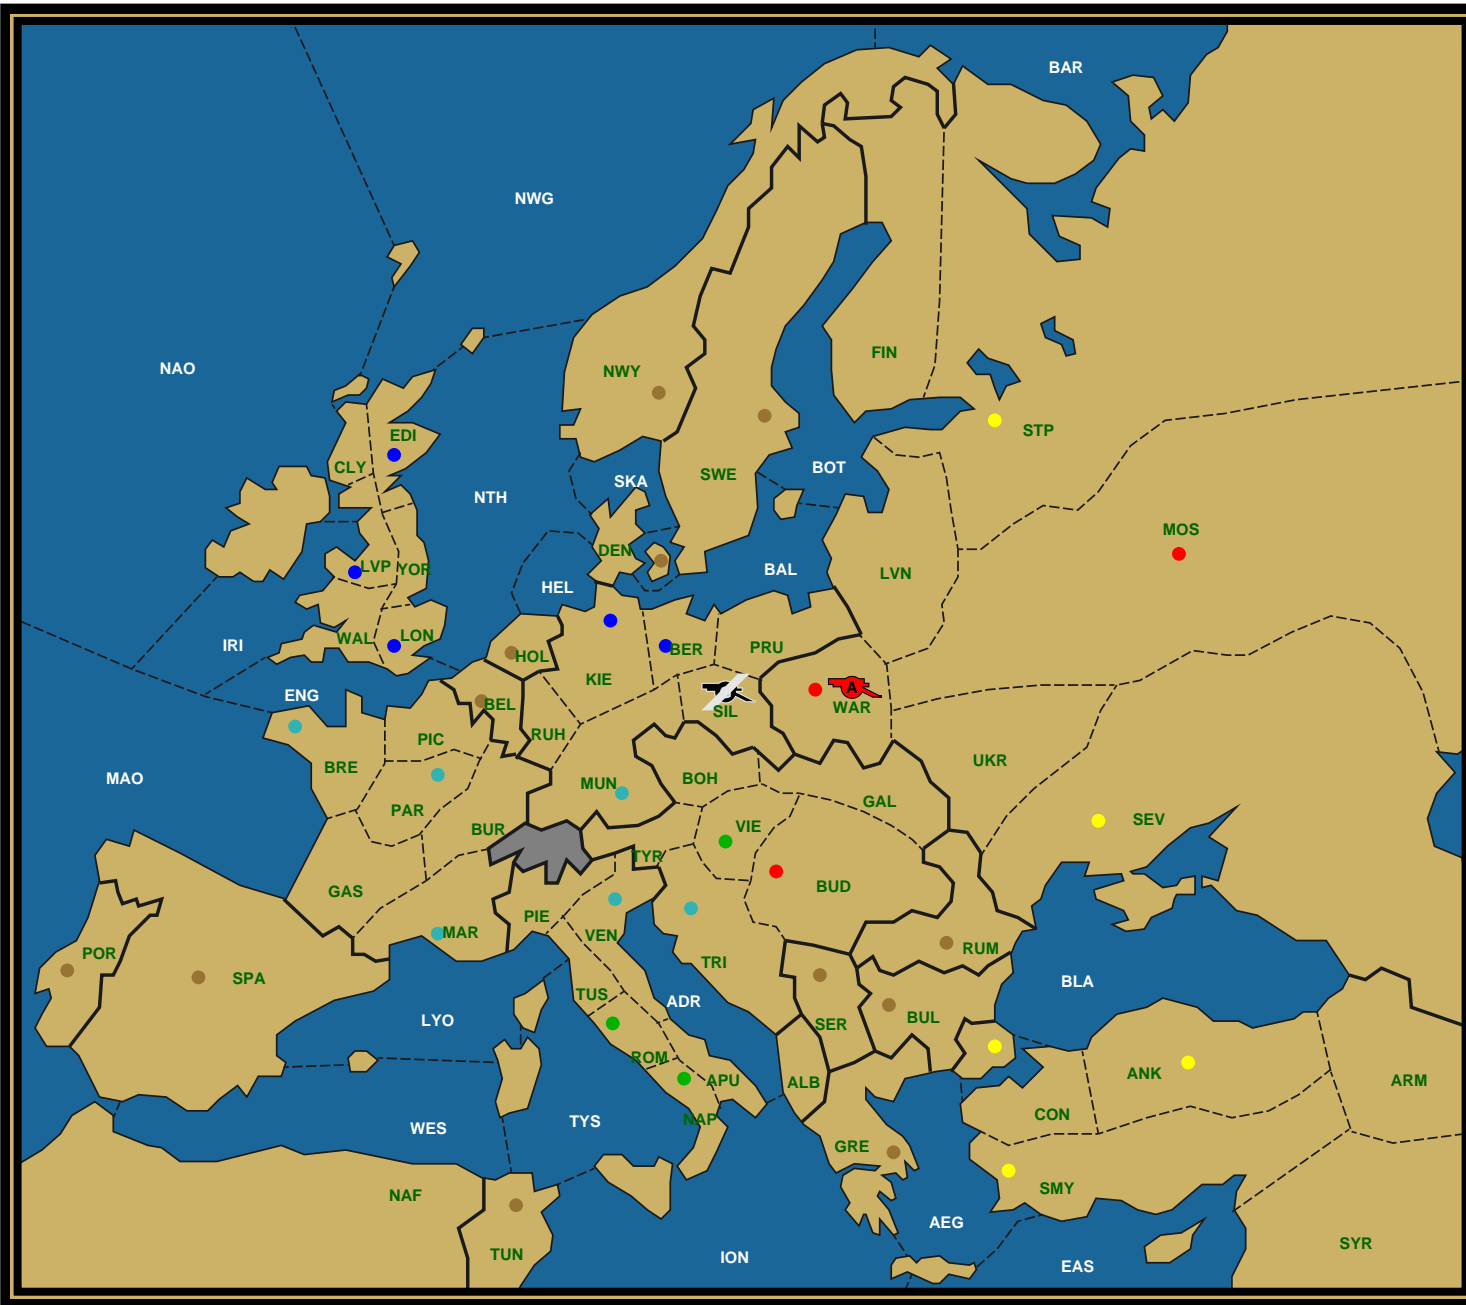 BAR
NWG
NAO
FIN
NWY
STP
EDI
CLY
BOT
SWE
SKA
NTH
MOS
DEN
LVP
YOR
BAL
LVN
HEL
WAL
LON
IRI
HOL
BER
PRU
KIE
ENG
BEL
SIL
A
WAR
RUH
PIC
UKR
BRE
MAO
MUN
BOH
GAL
PAR
BUR
VIE
SEV
TYR
GAS
BUD
PIE
MAR
VEN
POR
SPA
TRI
RUM
BLA
TUS
ADR
LYO
SER
BUL
ROM
APU
ALB
ANK
ARM
CON
NAP
TYS
WES
GRE
NAF
SMY
AEG
TUN
ION
EAS
SYR